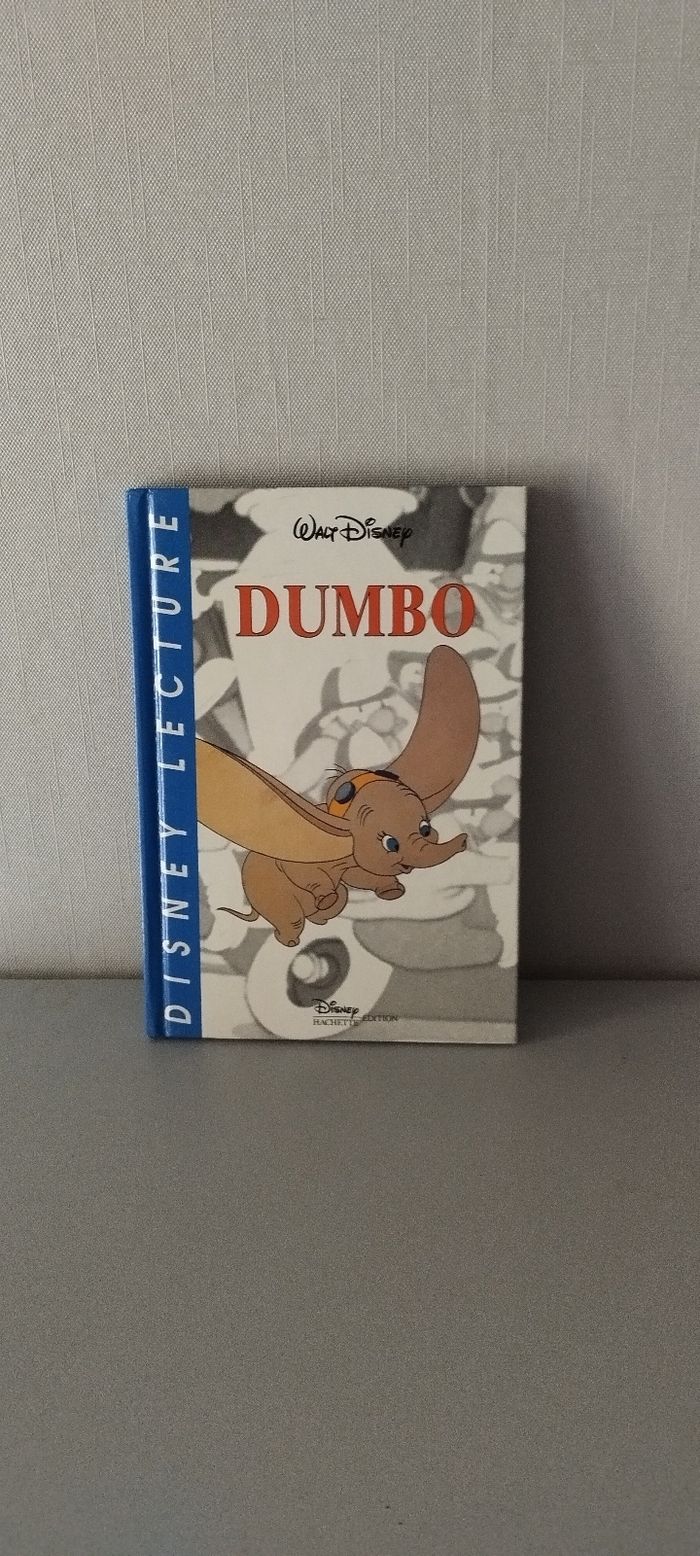 DISNEY LECTURE
WALT DISNEY
DUMBO
DISNEY
HACHETTE EDITION